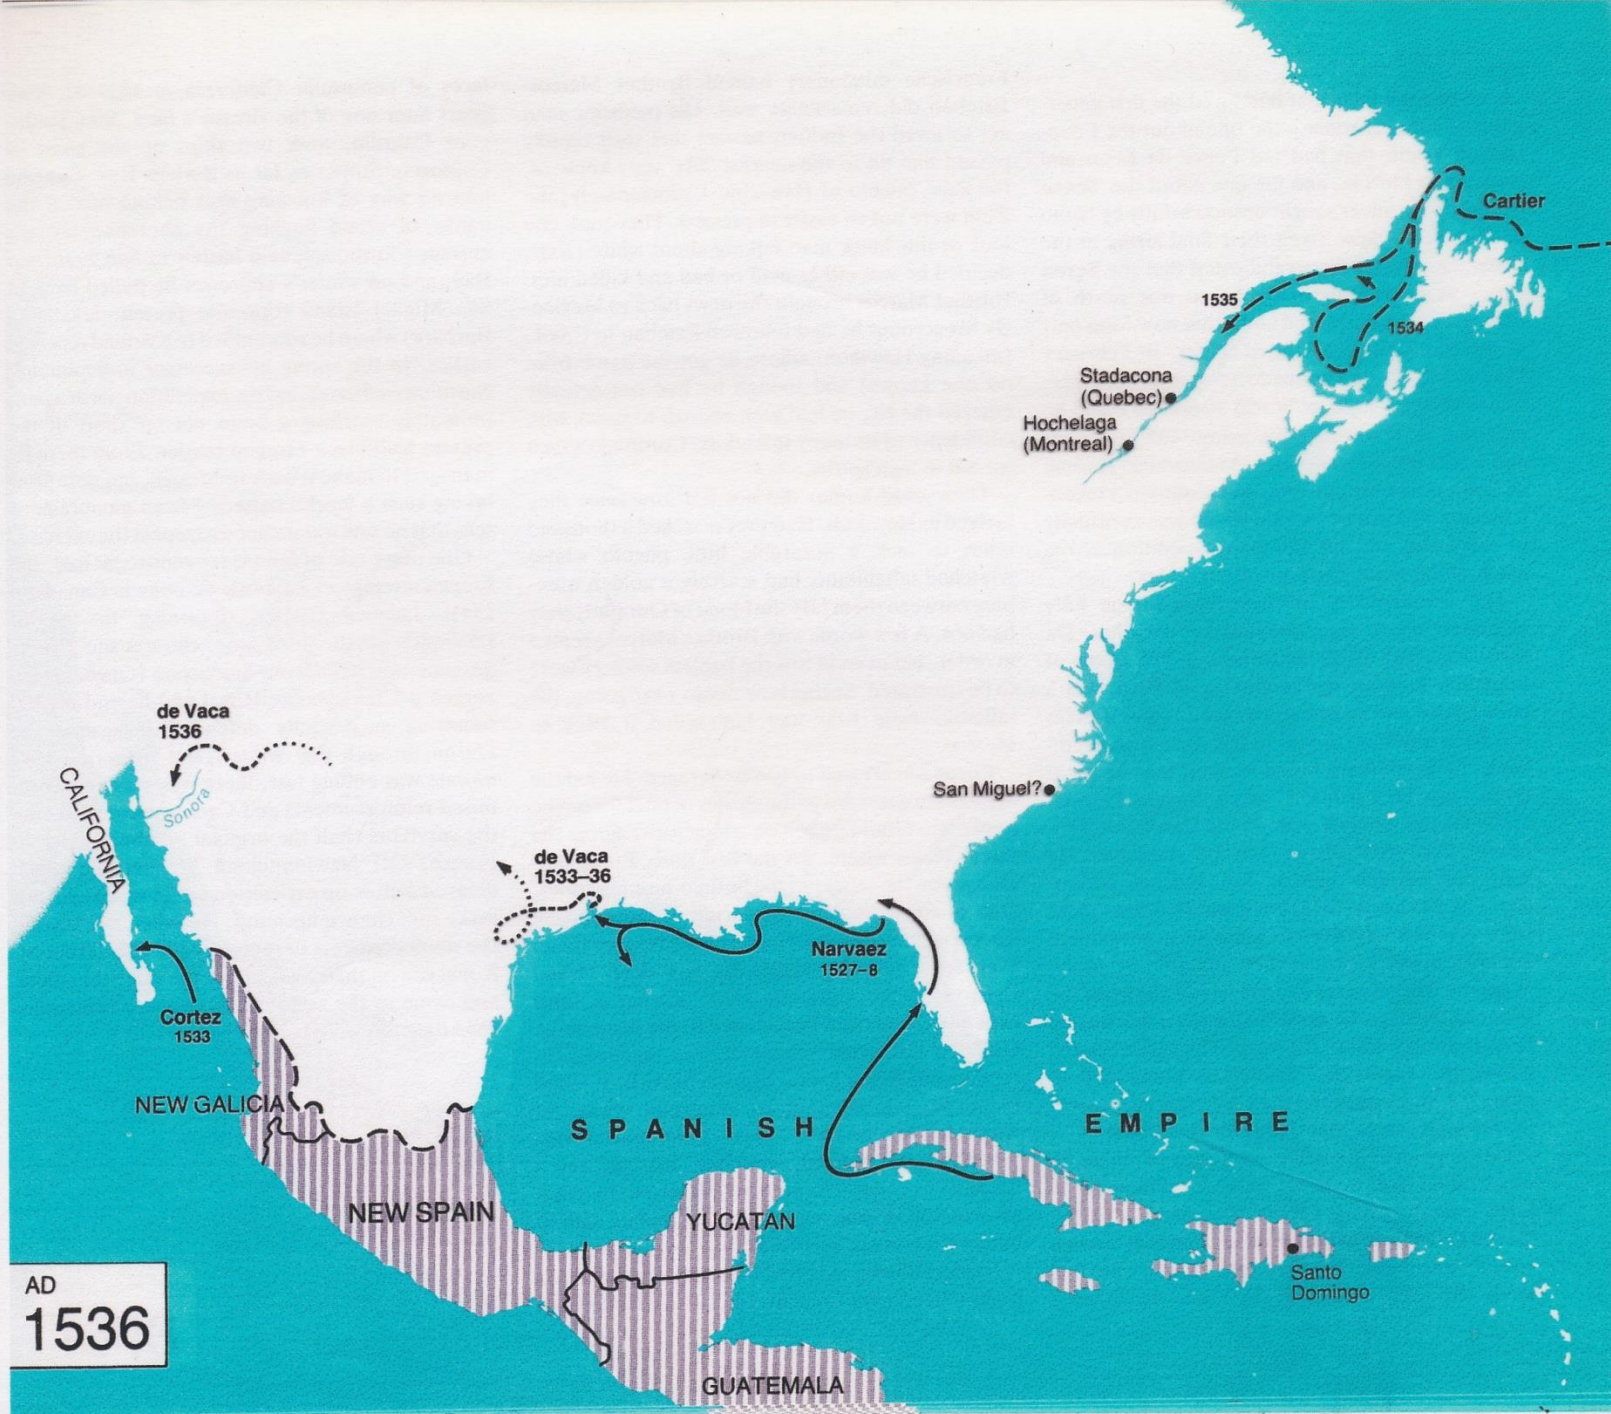 Cartier
1535
1534
Stadacona
(Quebec)
Hochelaga
(Montreal)
de Vaca
1536
CALIFORNIA
Sonora
San Miguel?
de Vaca
1533–36
Narvaez
1527–8
Cortez
1533
NEW GALICIA
SPANISH EMPIRE
NEW SPAIN
YUCATAN
Santo
Domingo
GUATEMALA
AD
1536